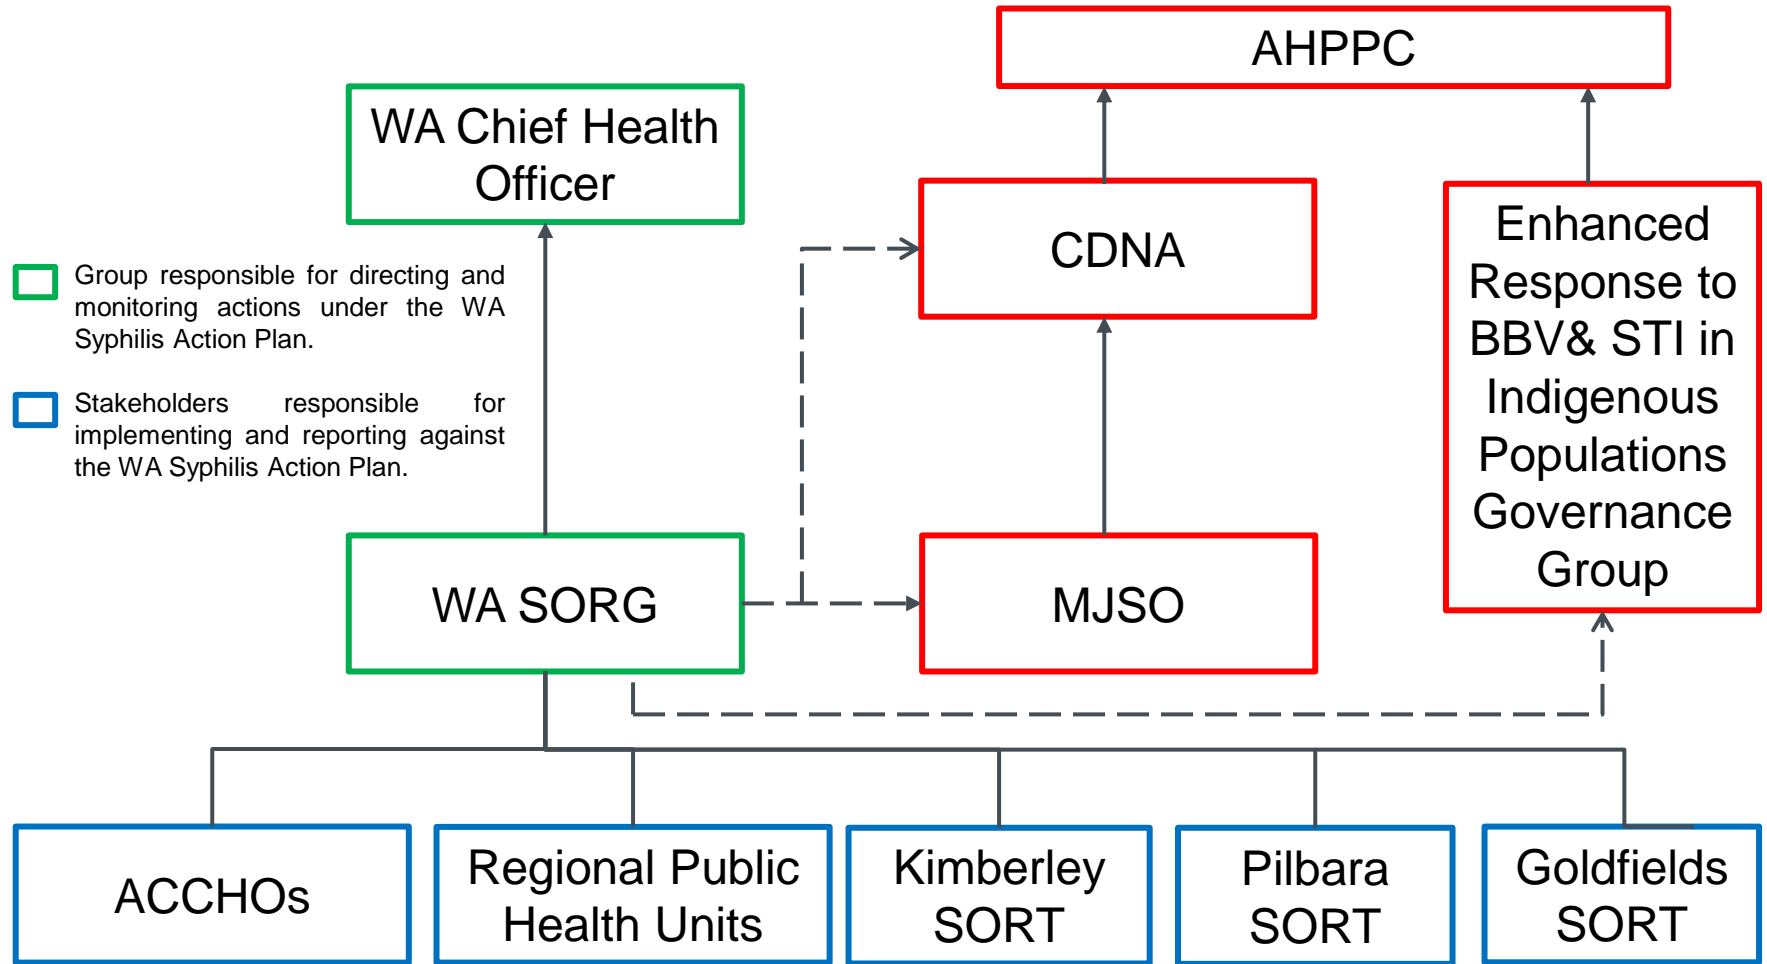 AHPPC
WA Chief Health
Officer
CDNA
Enhanced
Response to
BBV& STI in
Indigenous
Populations
Governance
Group
Group responsible for directing and
monitoring actions under the WA
Syphilis Action Plan.
Stakeholders responsible for
implementing and reporting against
the WA Syphilis Action Plan.
WA SORG
MJSO
ACCHOs
Regional Public
Health Units
Kimberley
SORT
Pilbara
SORT
Goldfields
SORT